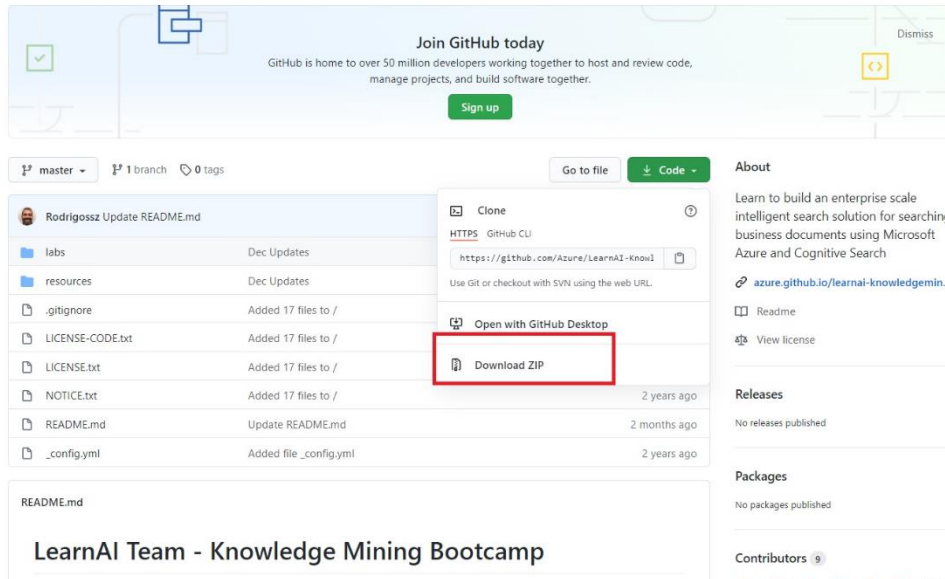 Join GitHub today
Dismiss
GitHub is home to over 50 million developers working together to host and review code,
manage projects, and build software together.
Sign up
master
1 branch
0 tags
Go to file
Code
Rodrigossz Update README.md
labs
Dec Updates
resources
Dec Updates
.gitignore
Added 17 files to /
LICENSE-CODE.txt
Added 17 files to /
LICENSE.txt
Added 17 files to /
NOTICE.txt
Added 17 files to /
2 years ago
README.md
Update README.md
2 months ago
_config.yml
Added file _config.yml
2 years ago
Clone
HTTPS GitHub CLI
https://github.com/Azure/LearnAI-Knowl
Use Git or checkout with SVN using the web URL.
Open with GitHub Desktop
Download ZIP
README.md
LearnAI Team - Knowledge Mining Bootcamp
About
Learn to build an enterprise scale
intelligent search solution for searching
business documents using Microsoft
Azure and Cognitive Search
azure.github.io/learnai-knowledgemin.
Readme
View license
Releases
No releases published
Packages
No packages published
Contributors 9